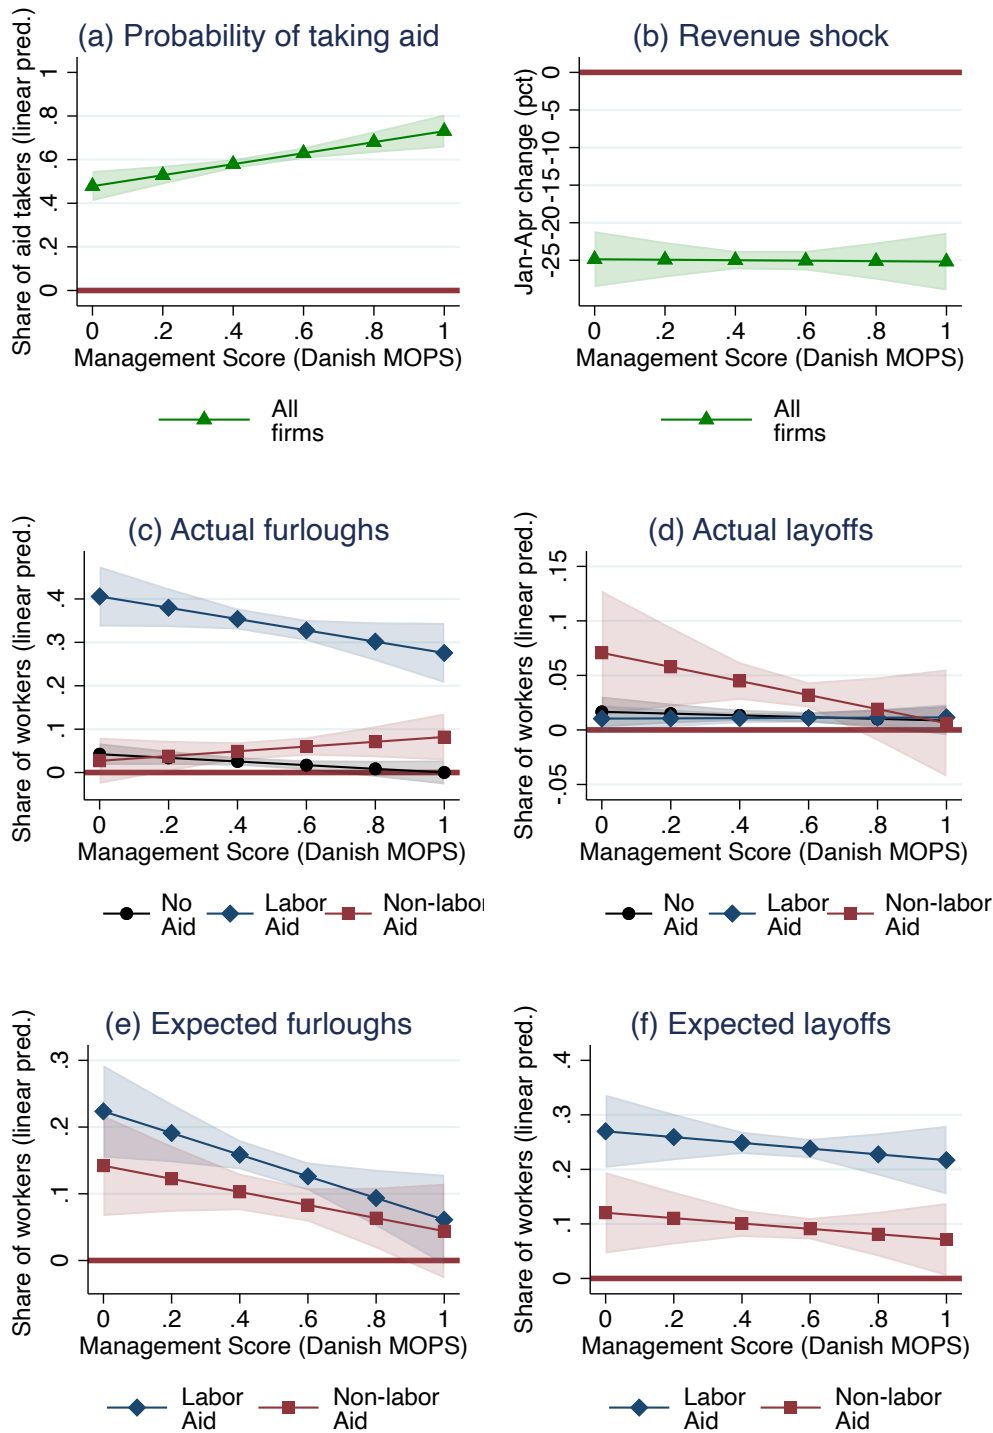 (a) Probability of taking aid
Share of aid takers (linear pred.)
1
.8
.6
.4
.2
0
0 .2 .4 .6 .8 1
Management Score (Danish MOPS)
All
firms
(b) Revenue shock
Jan-Apr change (pct)
0
-5
-10
-15
-20
-25
0 .2 .4 .6 .8 1
Management Score (Danish MOPS)
All
firms
(c) Actual furloughs
Share of workers (linear pred.)
.4
.3
.2
.1
0
0 .2 .4 .6 .8 1
Management Score (Danish MOPS)
No Labor Non-labor
Aid Aid Aid
(d) Actual layoffs
Share of workers (linear pred.)
.15
.1
.05
0
-.05
0 .2 .4 .6 .8 1
Management Score (Danish MOPS)
No Labor Non-labor
Aid Aid Aid
(e) Expected furloughs
Share of workers (linear pred.)
.3
.2
.1
0
0 .2 .4 .6 .8 1
Management Score (Danish MOPS)
Labor Non-labor
Aid Aid
(f) Expected layoffs
Share of workers (linear pred.)
.4
.3
.2
.1
0
0 .2 .4 .6 .8 1
Management Score (Danish MOPS)
Labor Non-labor
Aid Aid